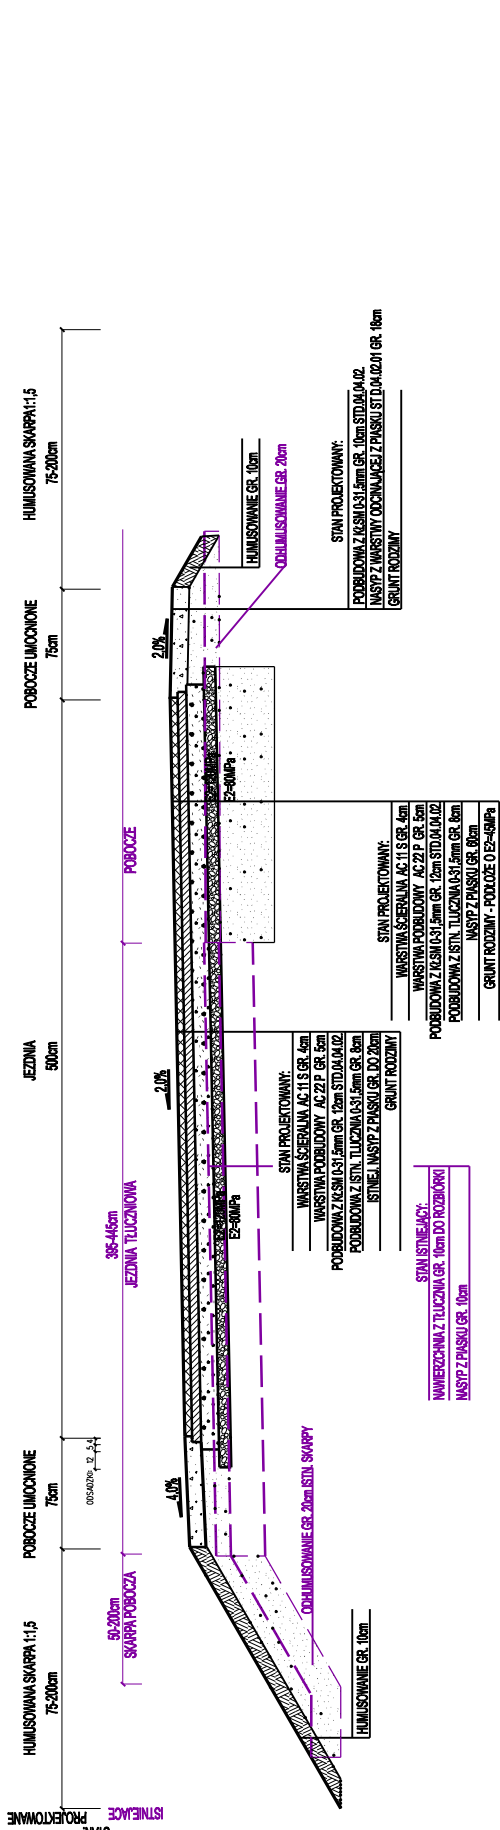 STAN:
PROJEKTOWANE
ISTNIEJĄCE
HUMUSOWANA SKARPA 1:1,5
75-200cm
POBOCZE UMOCNIONE
75cm
JEZDNIA
500cm
POBOCZE UMOCNIONE
75cm
HUMUSOWANA SKARPA1:1,5
75-200cm
ODSADZKI: 12 5 4
50-200cm
SKARPA POBOCZA
395-445cm
JEZDNIA TŁUCZNIOWA
POBOCZE
4,0%
2,0%
2,0%
E2=80MPa
E2=80MPa
HUMUSOWANIE GR. 10cm
ODHUMUSOWANIE GR. 20cm ISTN. SKARPY
HUMUSOWANIE GR. 10cm
ODHUMUSOWANIE GR. 20cm
STAN PROJEKTOWANY:
WARSTWA ŚCIERALNA AC 11 S GR. 4cm
WARSTWA PODBUDOWY AC 22 P GR. 5cm
PODBUDOWA Z KŁSM 0-31,5mm GR. 12cm STD.04.04.02
PODBUDOWA Z ISTN. TŁUCZNIA 0-31,5mm GR. 8cm
ISTNIEJ. NASYP Z PIASKU GR. DO 20cm
GRUNT RODZIMY
STAN ISTNIEJĄCY:
NAWIERZCHNIA Z TŁUCZNIA GR. 10cm DO ROZBIÓRKI
NASYP Z PIASKU GR. 10cm
STAN PROJEKTOWANY:
WARSTWA ŚCIERALNA AC 11 S GR. 4cm
WARSTWA PODBUDOWY AC 22 P GR. 5cm
PODBUDOWA Z KŁSM 0-31,5mm GR. 12cm STD.04.04.02
PODBUDOWA Z ISTN. TŁUCZNIA 0-31,5mm GR. 8cm
NASYP Z PIASKU GR. 60cm
GRUNT RODZIMY - PODŁOŻE O E2=45MPa
STAN PROJEKTOWANY:
PODBUDOWA Z KŁSM 0-31,5mm GR. 10cm STD.04.04.02.
NASYP Z WARSTWY ODCINAJĄCEJ Z PIASKU ST D.04.02.01 GR. 18cm
GRUNT RODZIMY